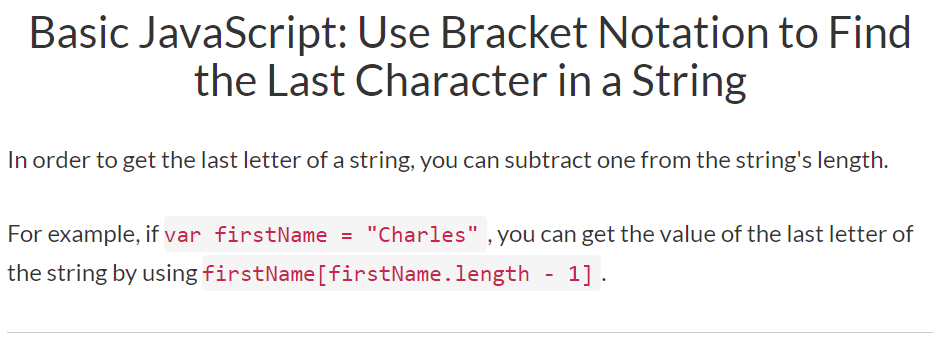 Basic JavaScript: Use Bracket Notation to Find
the Last Character in a String
In order to get the last letter of a string, you can subtract one from the string's length.
For example, if var firstName = "Charles" , you can get the value of the last letter of
the string by using firstName[firstName.length - 1] .